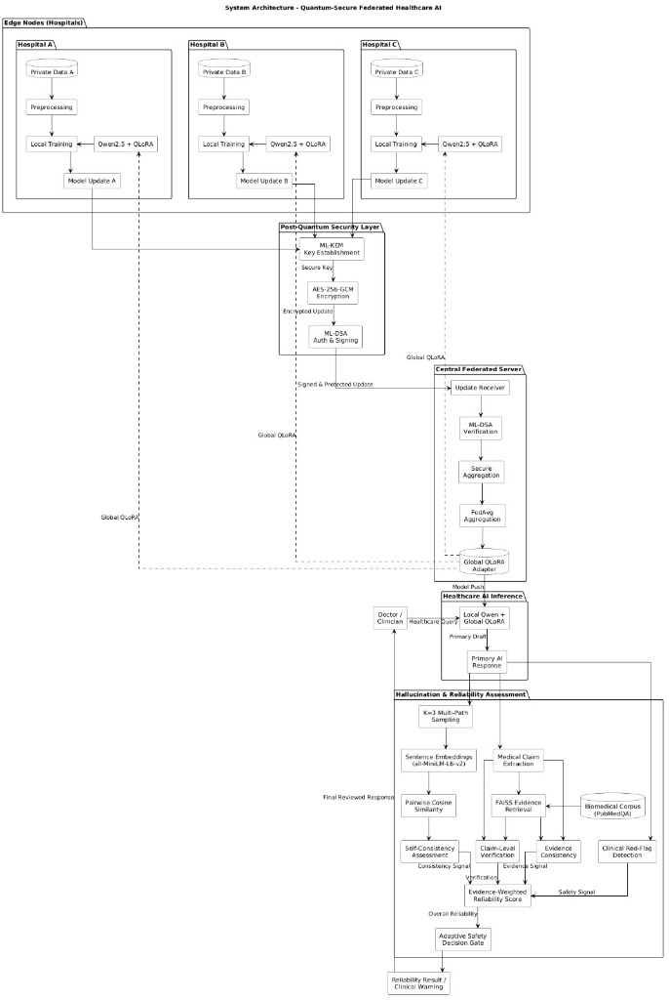 System Architecture - Quantum-Secure Federated Healthcare AI
Edge Nodes (Hospitals)
Hospital A
Private Data A
Preprocessing
Local Training
Qwen2.5 + QLoRA
Model Update A
Hospital B
Private Data B
Preprocessing
Local Training
Qwen2.5 + QLoRA
Model Update B
Hospital C
Private Data C
Preprocessing
Local Training
Qwen2.5 + QLoRA
Model Update C
Post-Quantum Security Layer
ML-KEM
Key Establishment
Secure Key
AES-256-GCM
Encryption
Encrypted Update
ML-DSA
Auth & Signing
Signed & Protected Update
Global QLoRA
Global QLoRA
Global QLoRA
Central Federated Server
Update Receiver
ML-DSA
Verification
Secure
Aggregation
FedAvg
Aggregation
Global QLoRA
Adapter
Model Push
Healthcare AI Inference
Doctor /
Clinician
Healthcare Query
Local Qwen +
Global QLoRA
Primary Draft
Primary AI
Response
Hallucination & Reliability Assessment
K=3 Multi-Path
Sampling
Sentence Embeddings
(all-MiniLM-L6-v2)
Medical Claim
Extraction
Final Reviewed Response
Pairwise Cosine
Similarity
FAISS Evidence
Retrieval
Biomedical Corpus
(PubMedQA)
Self-Consistency
Assessment
Claim-Level
Verification
Evidence
Consistency
Clinical Red-Flag
Detection
Consistency Signal
Evidence Signal
Verification
Evidence-Weighted
Reliability Score
Safety Signal
Overall Reliability
Adaptive Safety
Decision Gate
Reliability Result /
Clinical Warning